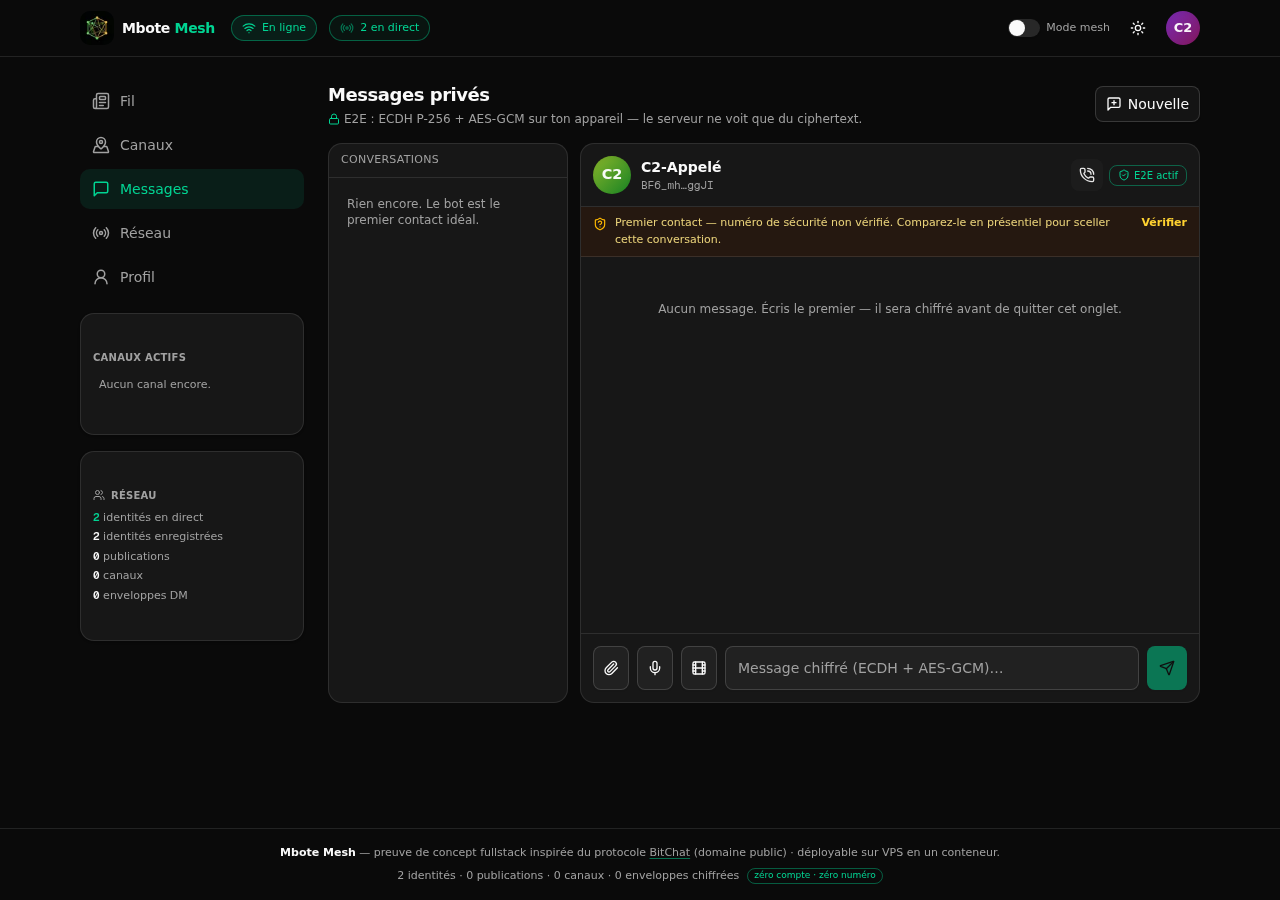 Mbote Mesh
En ligne
2 en direct
Mode mesh
C2
Fil
Canaux
Messages
Réseau
Profil
CANAUX ACTIFS
Aucun canal encore.
RÉSEAU
2 identités en direct
2 identités enregistrées
0 publications
0 canaux
0 enveloppes DM
Messages privés
E2E : ECDH P-256 + AES-GCM sur ton appareil — le serveur ne voit que du ciphertext.
Nouvelle
CONVERSATIONS
Rien encore. Le bot est le
premier contact idéal.
C2
C2-Appelé
BF6_mh…ggJI
E2E actif
Premier contact — numéro de sécurité non vérifié. Comparez-le en présentiel pour sceller
cette conversation.
Vérifier
Aucun message. Écris le premier — il sera chiffré avant de quitter cet onglet.
Message chiffré (ECDH + AES-GCM)…
Mbote Mesh — preuve de concept fullstack inspirée du protocole BitChat (domaine public) · déployable sur VPS en un conteneur.
2 identités · 0 publications · 0 canaux · 0 enveloppes chiffrées
zéro compte · zéro numéro